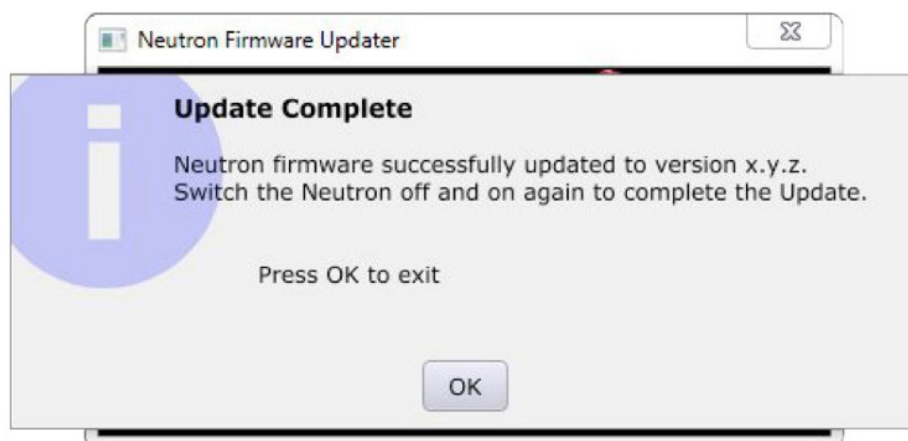 Neutron Firmware Updater
Update Complete
Neutron firmware successfully updated to version x.y.z.
Switch the Neutron off and on again to complete the Update.
Press OK to exit
OK